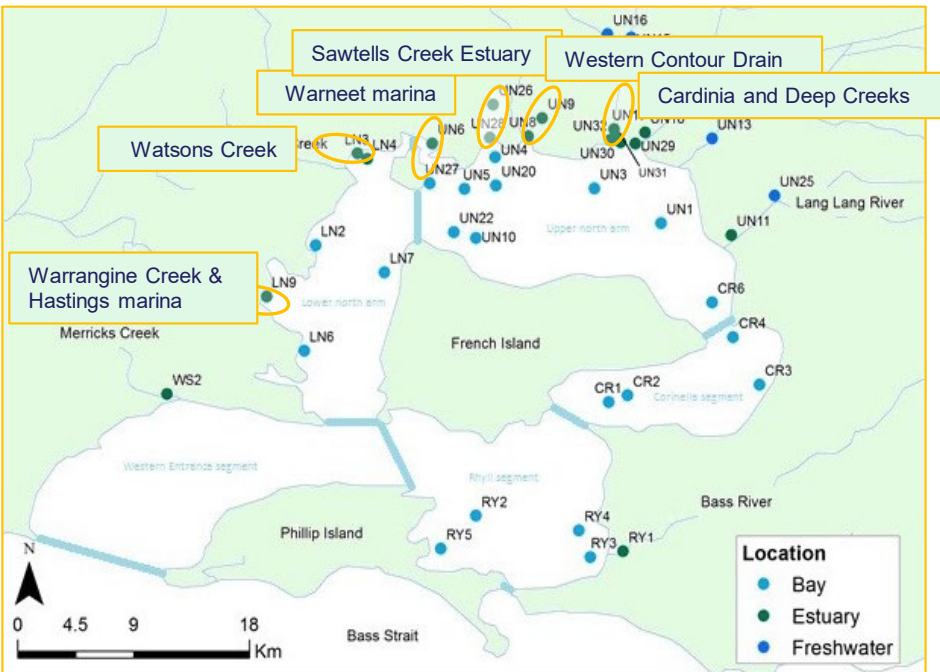 UN16
Sawtells Creek Estuary
Western Contour Drain
Warneet marina
Cardinia and Deep Creeks
UN26
UN9
UN28
UN8
UN6
UN32
UN13
Watsons Creek
LN3
LN4
UN4
UN30
UN29
UN31
UN27
UN5
UN20
UN3
UN25
Lang Lang River
UN22
UN10
UN1
UN11
Upper north arm
LN2
LN7
Warrangine Creek &
Hastings marina
LN9
Lower north arm
CR6
Merricks Creek
LN6
French Island
CR4
WS2
CR1
CR2
CR3
Corinella segment
Western Entrance segment
Rhyll segment
RY2
Bass River
Phillip Island
RY5
RY4
RY3
RY1
N
Location
Bay
Estuary
Freshwater
0 4.5 9 18
Km
Bass Strait